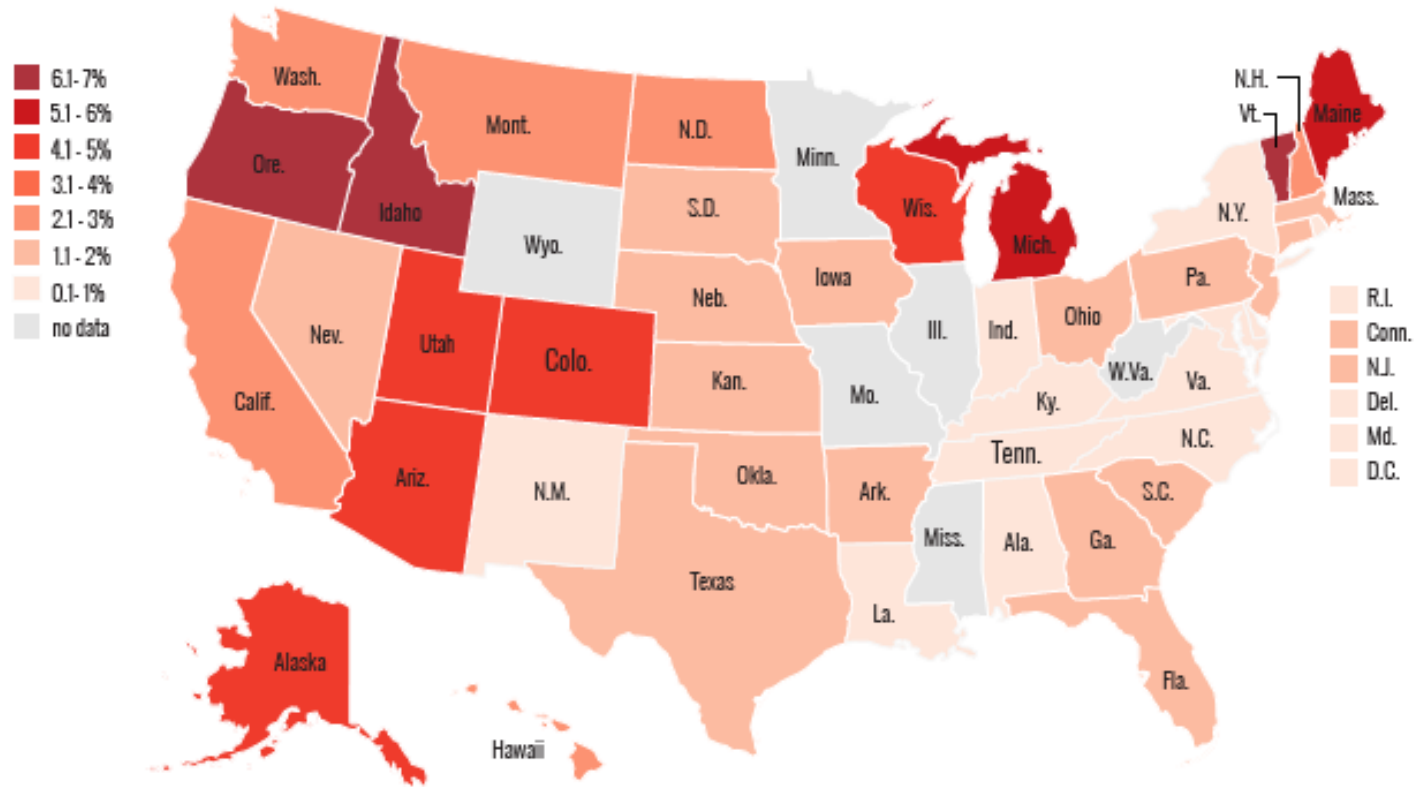 6.1-7%
5.1-6%
4.1-5%
3.1-4%
2.1-3%
1.1-2%
0.1-1%
no data
Wash.
Ore.
Idaho
Mont.
N.D.
S.D.
Minn.
Wis.
Mich.
N.H.
Vt.
Maine
Mass.
N.Y.
Wyo.
Neb.
Iowa
Ill.
Ind.
Ohio
Pa.
Nev.
Utah
Colo.
Kan.
Mo.
Ky.
W.Va.
Va.
Calif.
Ariz.
N.M.
Okla.
Ark.
Tenn.
N.C.
S.C.
Texas
La.
Miss.
Ala.
Ga.
Fla.
Alaska
Hawaii
R.I.
Conn.
N.J.
Del.
Md.
D.C.